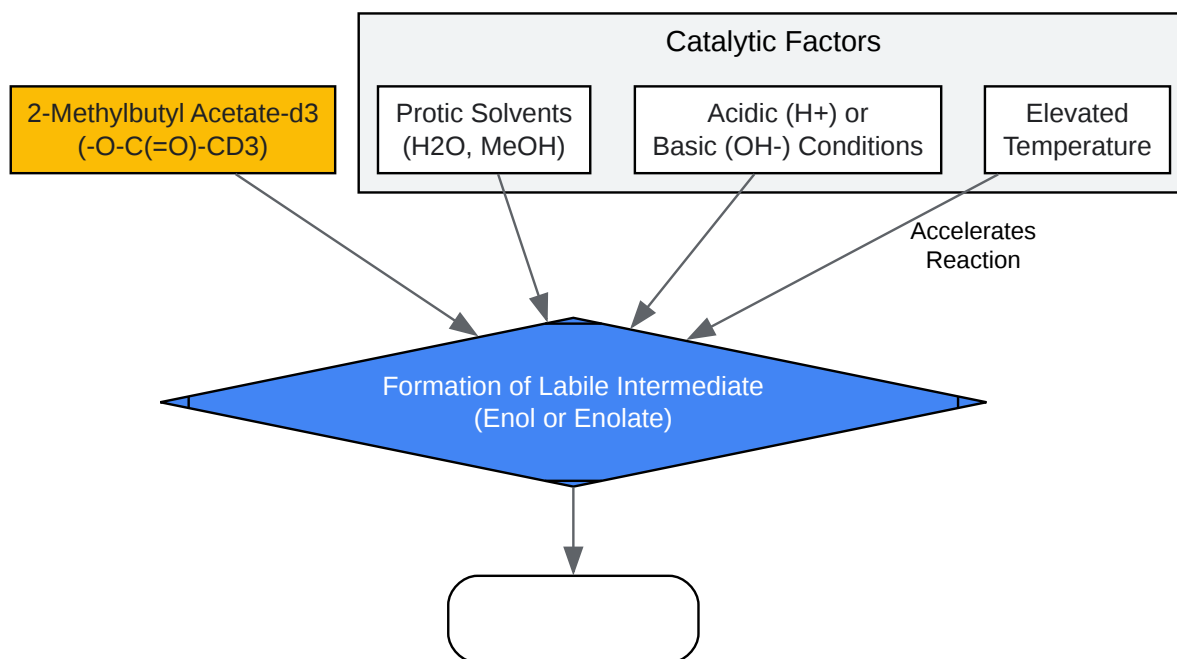 Catalytic Factors
2-Methylbutyl Acetate-d3
(-O-C(=O)-CD3)
Protic Solvents
(H2O, MeOH)
Acidic (H+) or
Basic (OH-) Conditions
Elevated
Temperature
Accelerates
Reaction
Formation of Labile Intermediate
(Enol or Enolate)